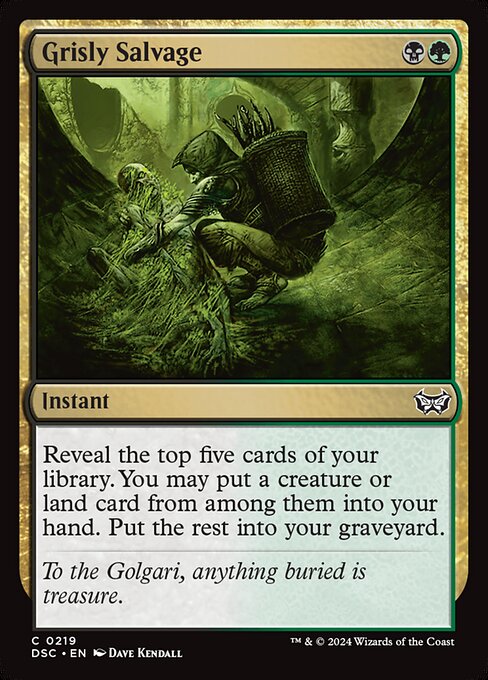 Grisly Salvage
Instant
Reveal the top five cards of your
library. You may put a creature or
land card from among them into your
hand. Put the rest into your graveyard.
To the Golgari, anything buried is
treasure.
C 0219
DSC • EN Dave Kendall
™ & © 2024 Wizards of the Coast